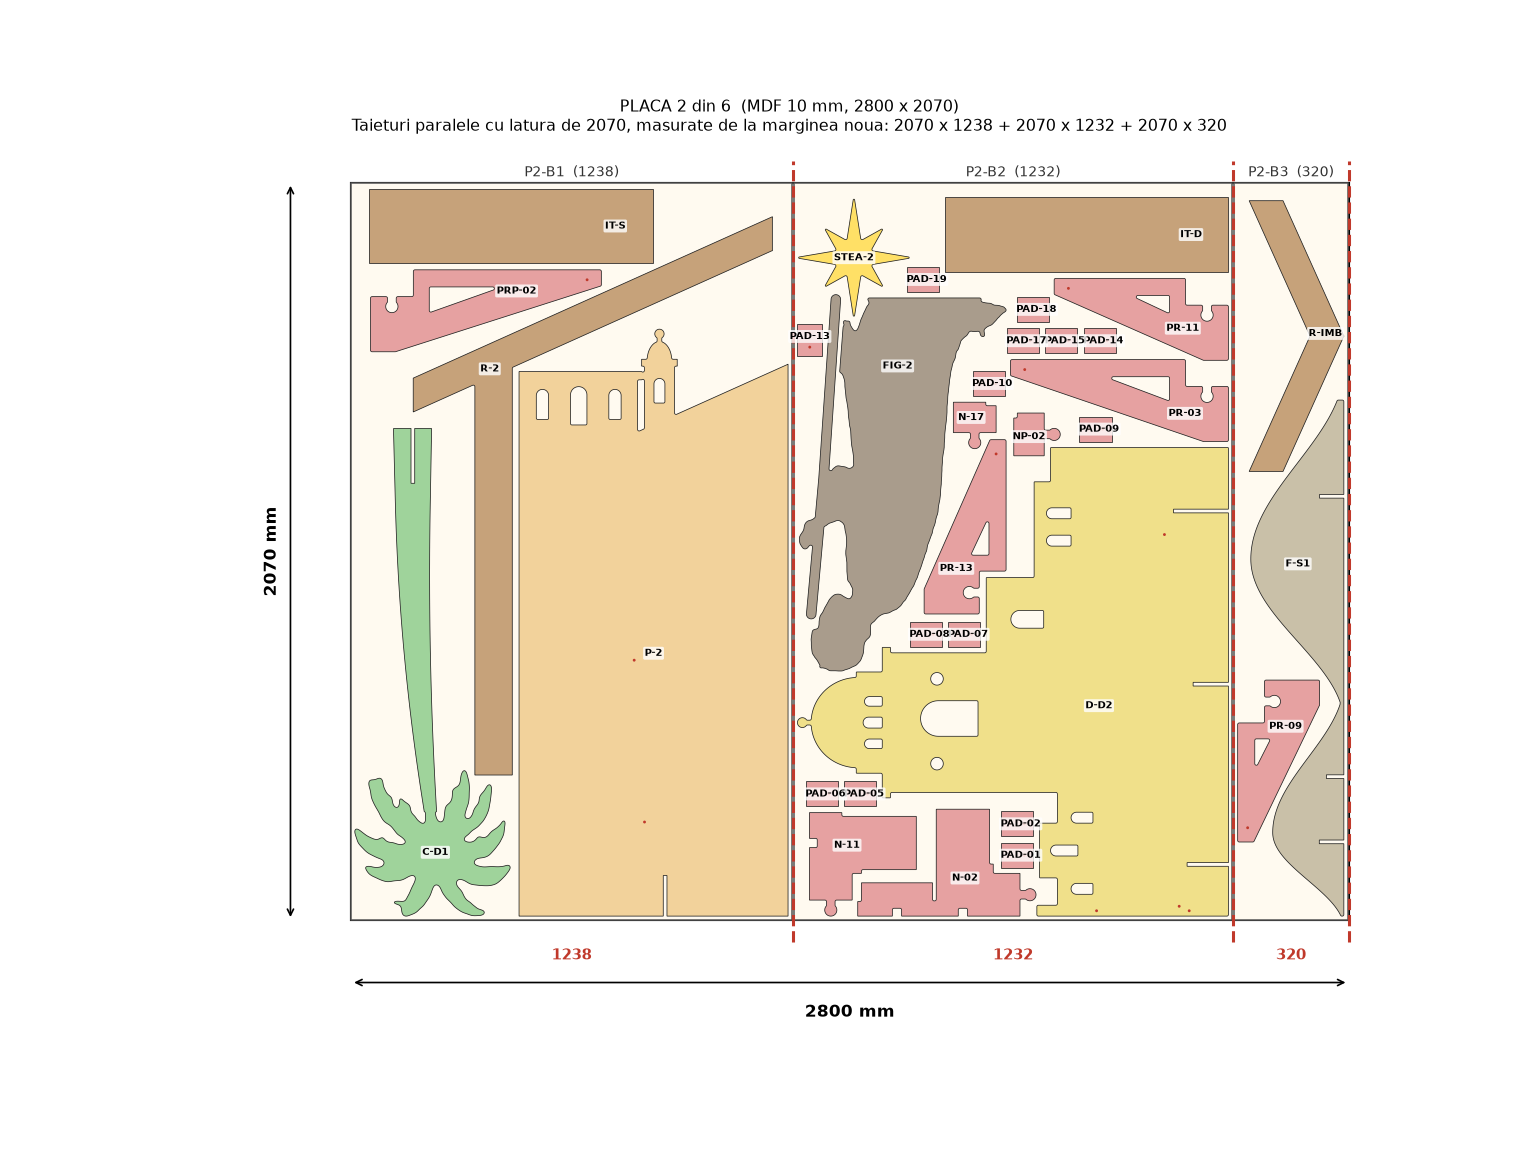 PLACA 2 din 6  (MDF 10 mm, 2800 x 2070)
Taieturi paralele cu latura de 2070, masurate de la marginea noua: 2070 x 1238 + 2070 x 1232 + 2070 x 320
P2-B1  (1238)
P2-B2  (1232)
P2-B3  (320)
IT-S
IT-D
STEA-2
PAD-19
PRP-02
PAD-18
PR-11
R-IMB
PAD-13
PAD-17
PAD-15
PAD-14
FIG-2
R-2
PAD-10
PR-03
N-17
NP-02
PAD-09
2070 mm
PR-13
F-S1
PAD-08
PAD-07
P-2
D-D2
PR-09
PAD-06
PAD-05
PAD-02
N-11
C-D1
PAD-01
N-02
1238
1232
320
2800 mm